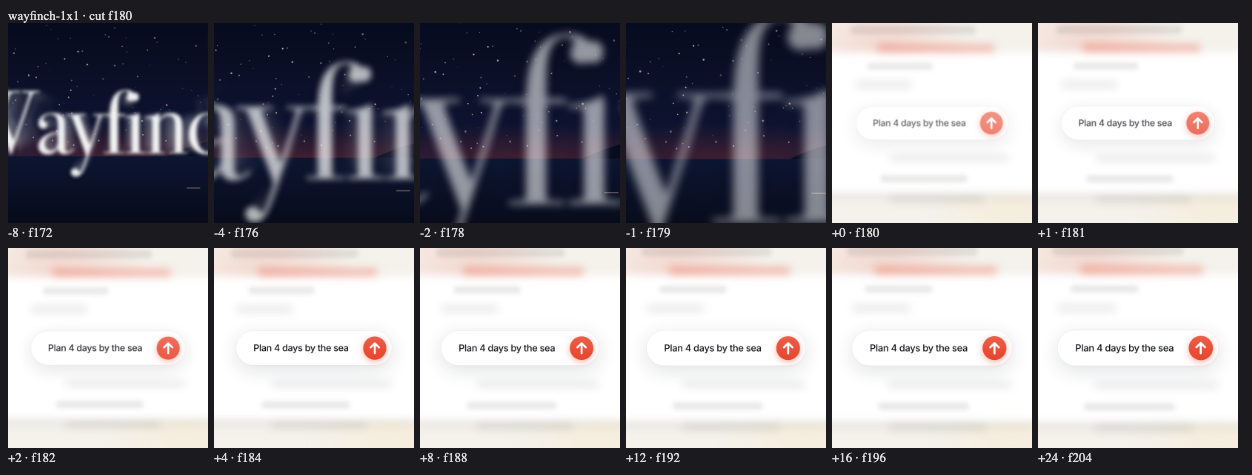 wayfinch-1x1 · cut f180
Wayfinc
ayfin
yfi
yfi
Plan 4 days by the sea
Plan 4 days by the sea
-8 · f172
-4 · f176
-2 · f178
-1 · f179
+0 · f180
+1 · f181
Plan 4 days by the sea
Plan 4 days by the sea
Plan 4 days by the sea
Plan 4 days by the sea
Plan 4 days by the sea
Plan 4 days by the sea
+2 · f182
+4 · f184
+8 · f188
+12 · f192
+16 · f196
+24 · f204